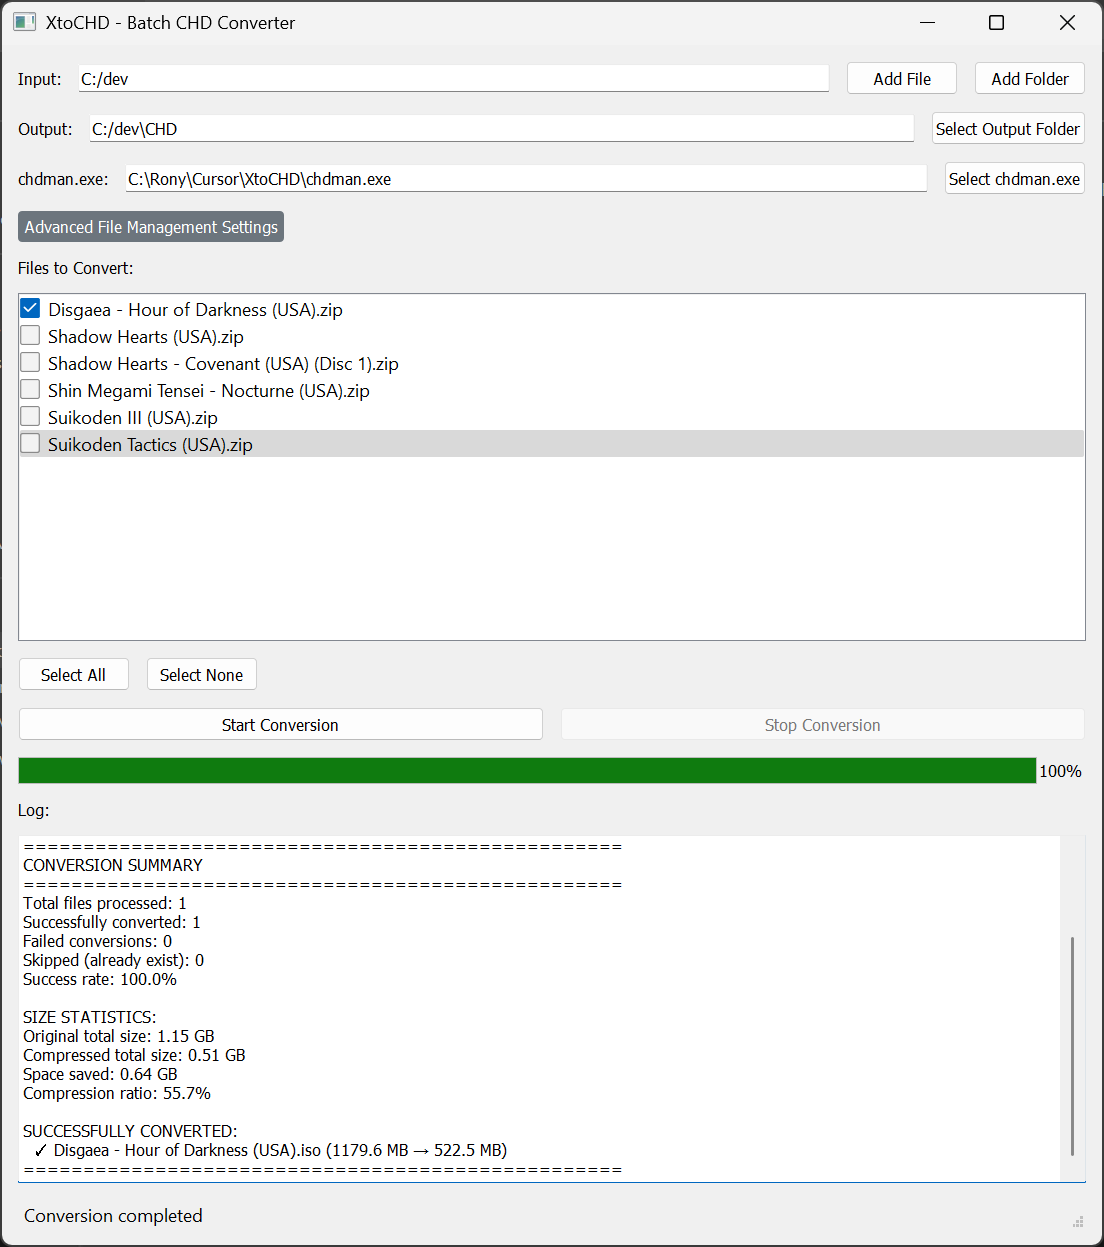 XtoCHD - Batch CHD Converter
Input: C:/dev Add File Add Folder
Output: C:/dev\CHD Select Output Folder
chdman.exe: C:\Rony\Cursor\XtoCHD\chdman.exe Select chdman.exe
Advanced File Management Settings
Files to Convert:
Disgaea - Hour of Darkness (USA).zip
Shadow Hearts (USA).zip
Shadow Hearts - Covenant (USA) (Disc 1).zip
Shin Megami Tensei - Nocturne (USA).zip
Suikoden III (USA).zip
Suikoden Tactics (USA).zip
Select All Select None
Start Conversion Stop Conversion
100%
Log:
==================================================
CONVERSION SUMMARY
==================================================
Total files processed: 1
Successfully converted: 1
Failed conversions: 0
Skipped (already exist): 0
Success rate: 100.0%
SIZE STATISTICS:
Original total size: 1.15 GB
Compressed total size: 0.51 GB
Space saved: 0.64 GB
Compression ratio: 55.7%
SUCCESSFULLY CONVERTED:
✓ Disgaea - Hour of Darkness (USA).iso (1179.6 MB → 522.5 MB)
==================================================
Conversion completed